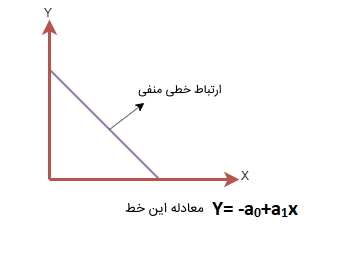 Y
ارتباط خطی منفی
X
معادله این خط Y= -a₀+a₁x